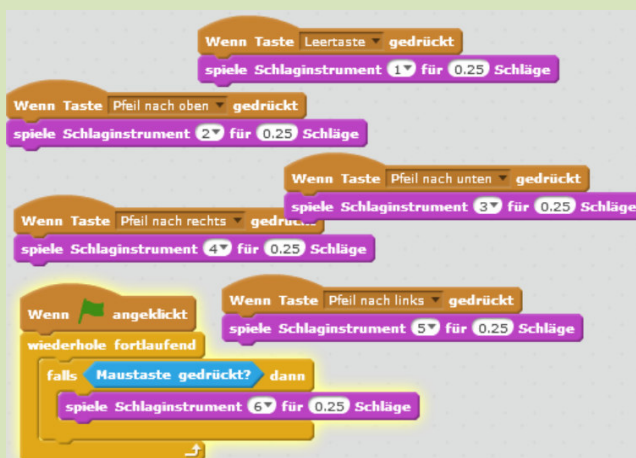 Wenn Taste Leertaste gedrückt
spiele Schlaginstrument 1 für 0.25 Schläge
Wenn Taste Pfeil nach oben gedrückt
spiele Schlaginstrument 2 für 0.25 Schläge
Wenn Taste Pfeil nach unten gedrückt
spiele Schlaginstrument 3 für 0.25 Schläge
Wenn Taste Pfeil nach rechts gedrückt
spiele Schlaginstrument 4 für 0.25 Schläge
Wenn Taste Pfeil nach links gedrückt
spiele Schlaginstrument 5 für 0.25 Schläge
Wenn angeklickt
wiederhole fortlaufend
falls Maustaste gedrückt? dann
spiele Schlaginstrument 6 für 0.25 Schläge